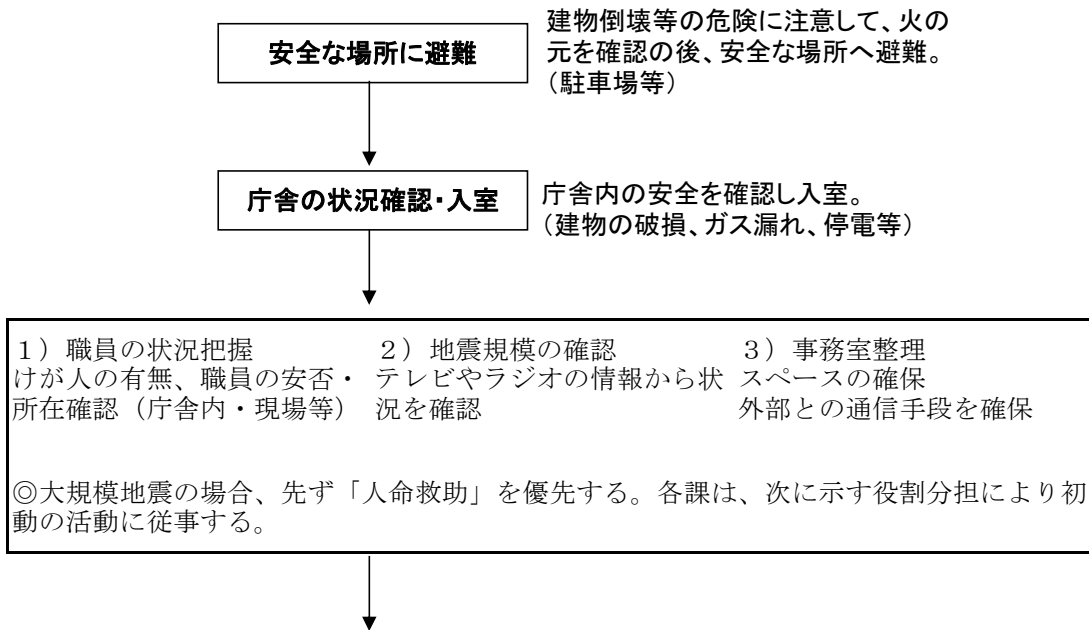 安全な場所に避難
建物倒壊等の危険に注意して、火の
元を確認の後、安全な場所へ避難。
（駐車場等）
庁舎の状況確認・入室
庁舎内の安全を確認し入室。
（建物の破損、ガス漏れ、停電等）
１）職員の状況把握
けが人の有無、職員の安否・
所在確認（庁舎内・現場等）
２）地震規模の確認
テレビやラジオの情報から状
況を確認
３）事務室整理
スペースの確保
外部との通信手段を確保
◎大規模地震の場合、先ず「人命救助」を優先する。各課は、次に示す役割分担により初
動の活動に従事する。